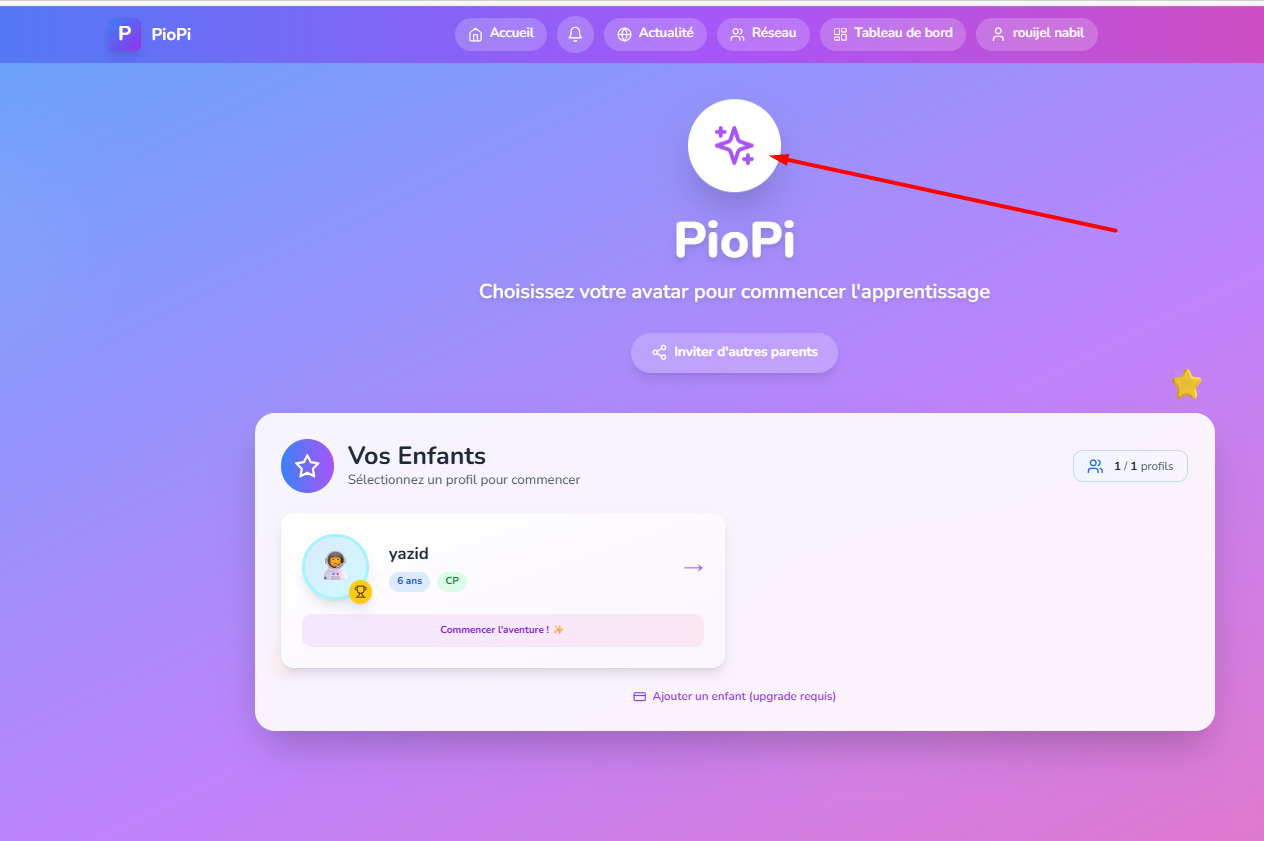 P PioPi Accueil Actualité Réseau Tableau de bord rouijel nabil
PioPi
Choisissez votre avatar pour commencer l'apprentissage
Inviter d'autres parents
Vos Enfants
Sélectionnez un profil pour commencer
1 / 1 profils
yazid
6 ans CP
Commencer l'aventure ! ✨
Ajouter un enfant (upgrade requis)